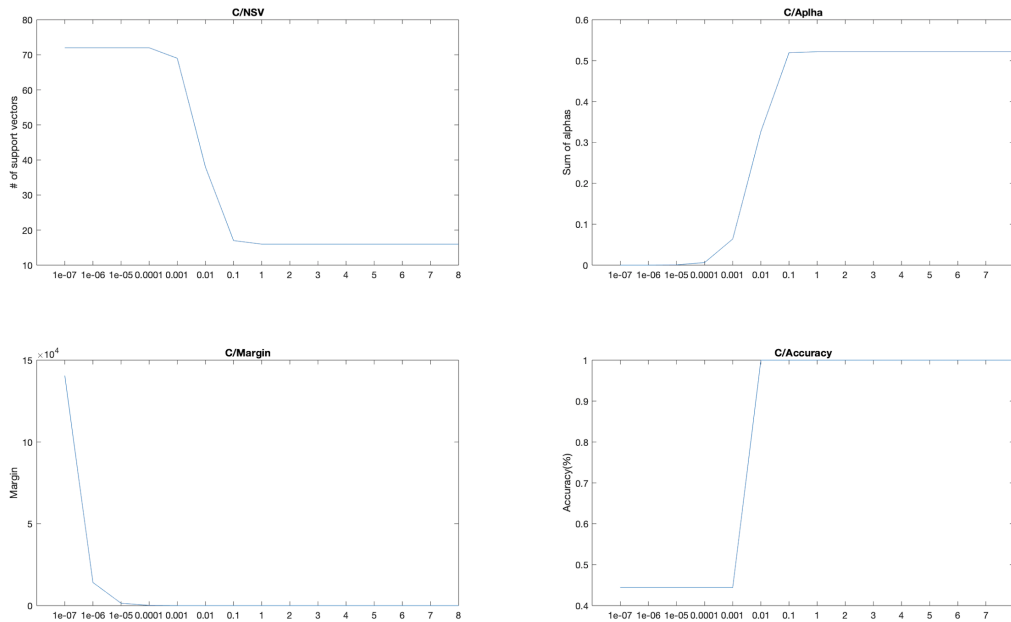 C/NSV
# of support vectors
80
70
60
50
40
30
20
10
1e-07 1e-06 1e-05 0.0001 0.001 0.01 0.1 1 2 3 4 5 6 7 8
C/Aplha
Sum of alphas
0.6
0.5
0.4
0.3
0.2
0.1
0
1e-07 1e-06 1e-05 0.0001 0.001 0.01 0.1 1 2 3 4 5 6 7
C/Margin
×10^4
Margin
15
10
5
0
1e-07 1e-06 1e-05 0.0001 0.001 0.01 0.1 1 2 3 4 5 6 7 8
C/Accuracy
Accuracy(%)
1
0.9
0.8
0.7
0.6
0.5
0.4
1e-07 1e-06 1e-05 0.0001 0.001 0.01 0.1 1 2 3 4 5 6 7